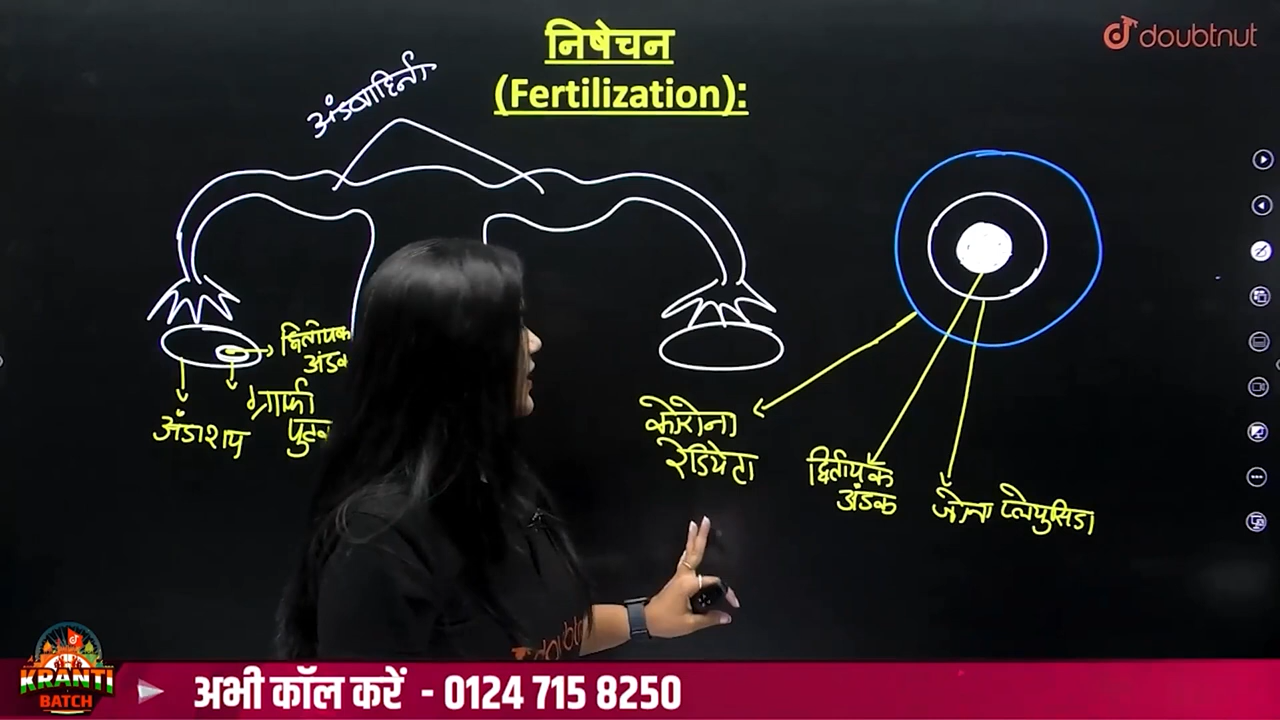 doubtnut
निषेचन
(Fertilization):
अंडवाहिनी
द्वितीयक
अंडक
ग्राफी
पुटक
अंडाशय
कोरोना
रेडियेटा
द्वितीयक
अंडक
जोना पेलुसिडा
KRANTI
BATCH
अभी कॉल करें - 0124 715 8250